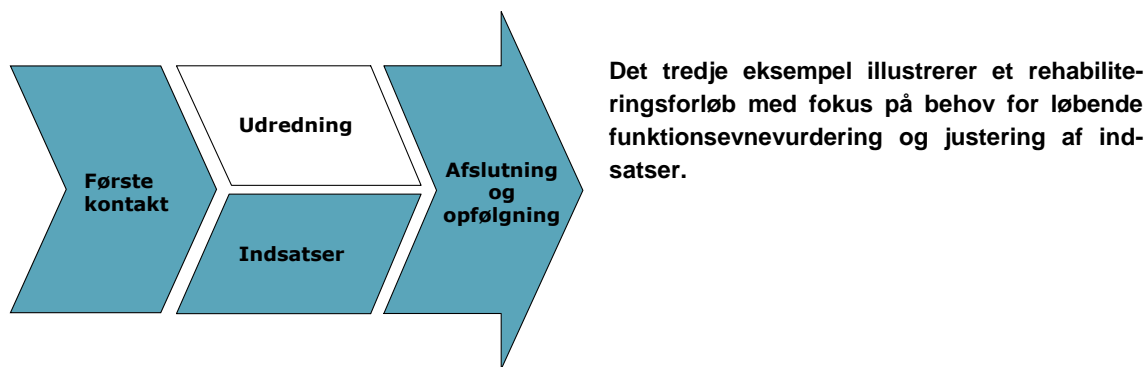 Første
kontakt
Udredning
Indsatser
Afslutning
og
opfølgning
Det tredje eksempel illustrerer et rehabilite-
ringsforløb med fokus på behov for løbende
funktionsevnevurdering og justering af ind-
satser.